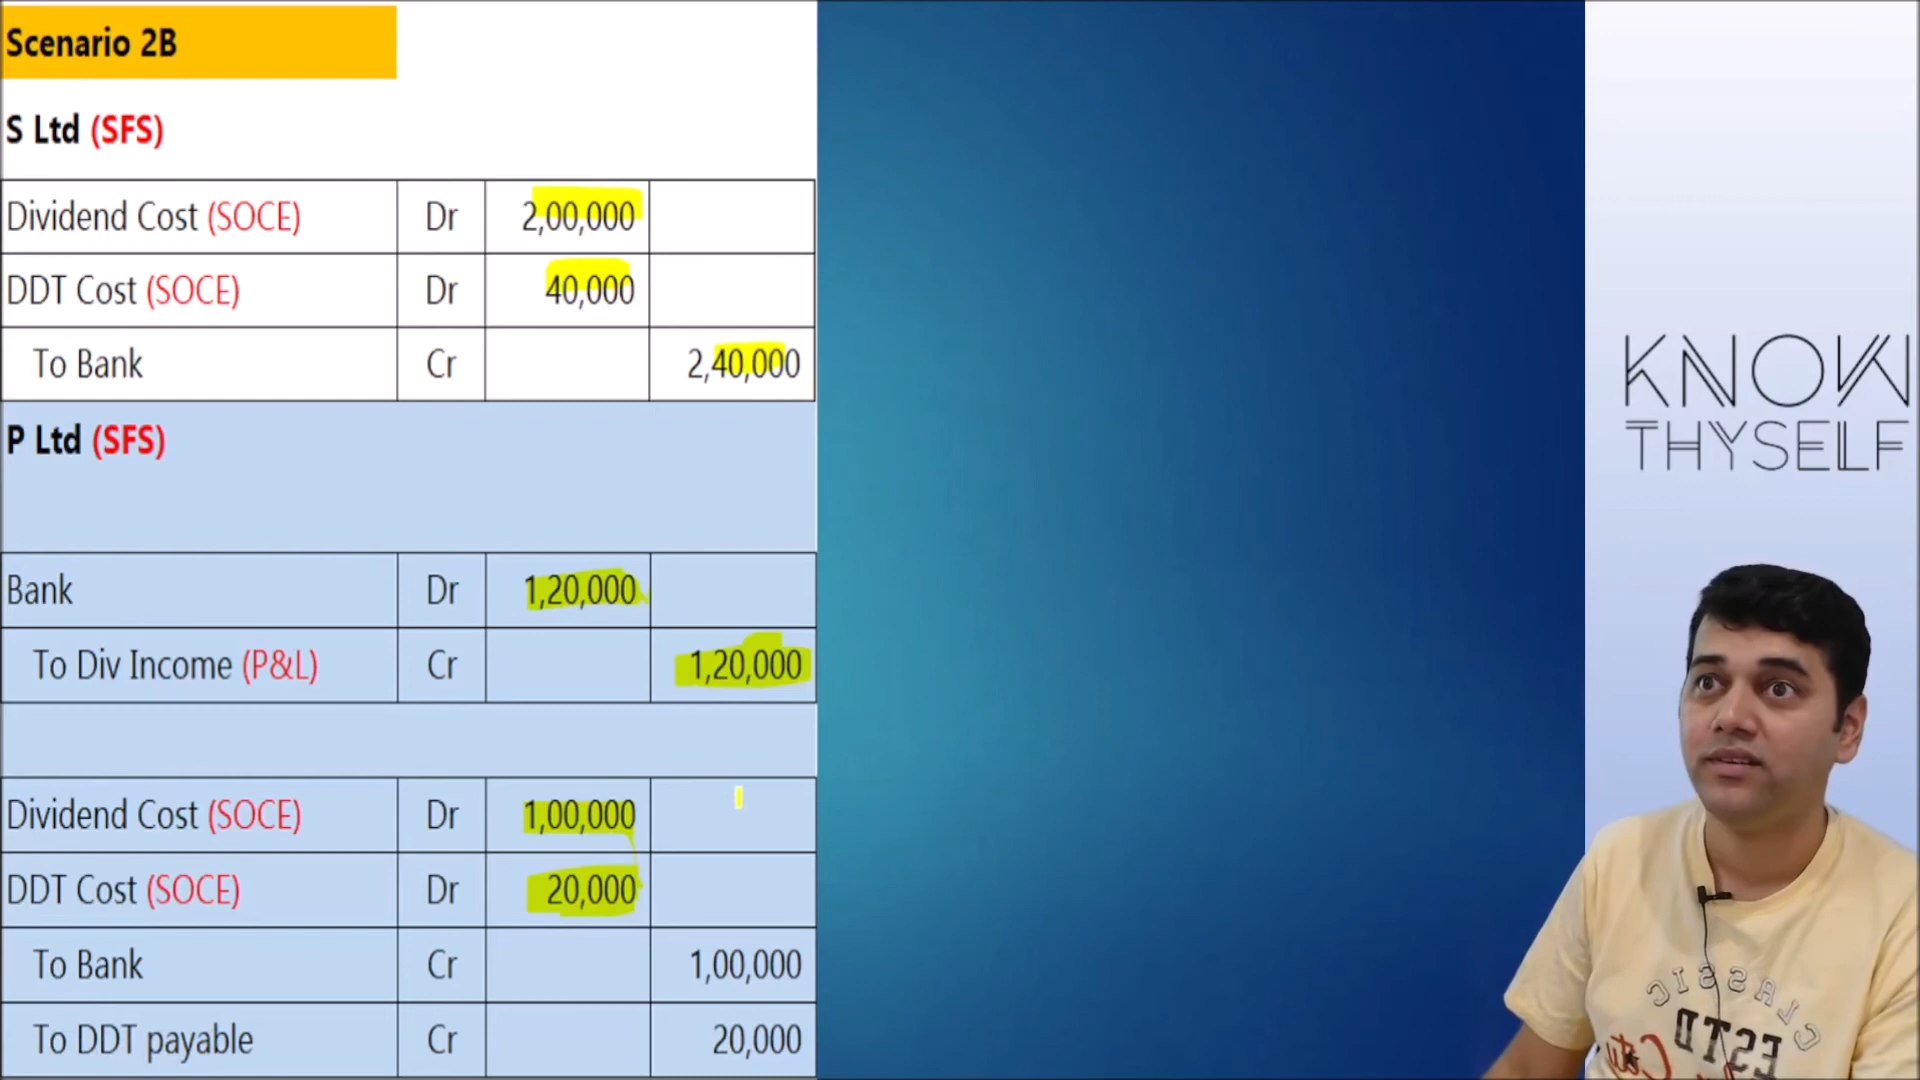 Scenario 2B
S Ltd (SFS)
Dividend Cost (SOCE) Dr 2,00,000
DDT Cost (SOCE) Dr 40,000
To Bank Cr 2,40,000
P Ltd (SFS)
Bank Dr 1,20,000
To Div Income (P&L) Cr 1,20,000
Dividend Cost (SOCE) Dr 1,00,000
DDT Cost (SOCE) Dr 20,000
To Bank Cr 1,00,000
To DDT payable Cr 20,000
KNOW
THYSELF
CLASSIC
ESTD